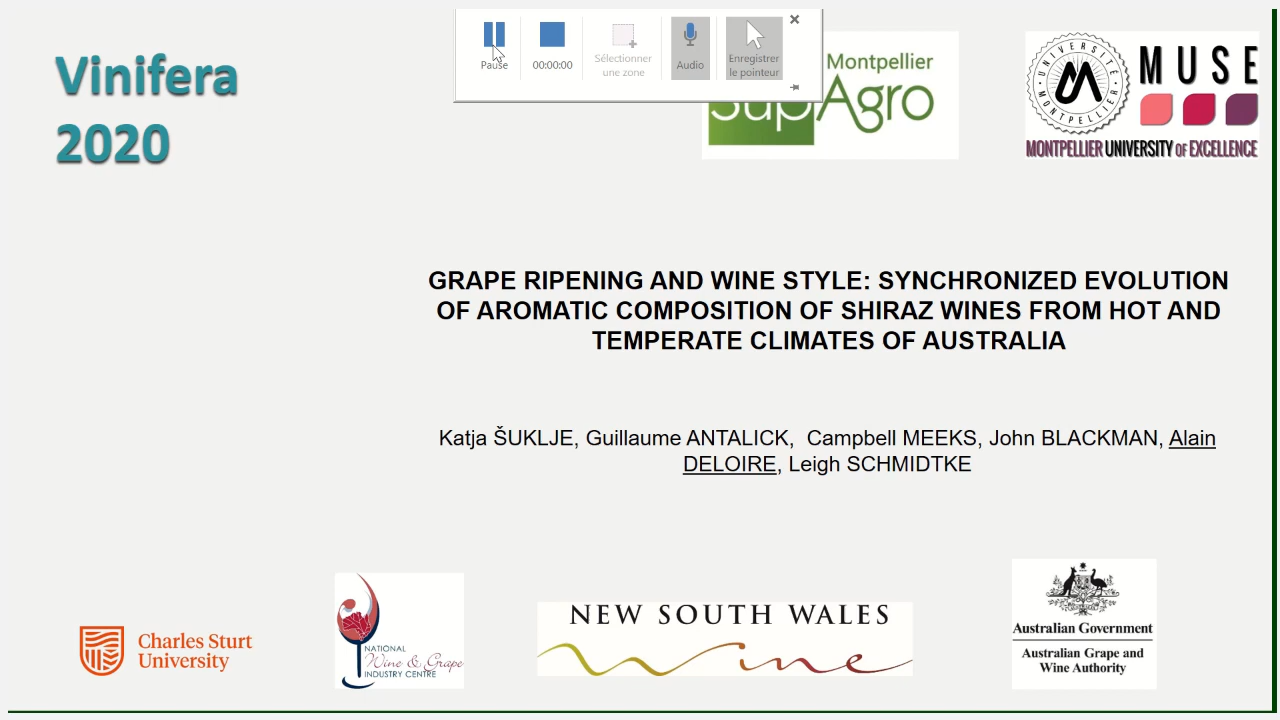 Vinifera
2020
Pause
00:00:00
Sélectionner
une zone
Audio
Enregistrer
le pointeur
Montpellier
SupAgro
UNIVERSITÉ
MONTPELLIER
MUSE
MONTPELLIER UNIVERSITY OF EXCELLENCE
GRAPE RIPENING AND WINE STYLE: SYNCHRONIZED EVOLUTION
OF AROMATIC COMPOSITION OF SHIRAZ WINES FROM HOT AND
TEMPERATE CLIMATES OF AUSTRALIA
Katja ŠUKLJE, Guillaume ANTALICK, Campbell MEEKS, John BLACKMAN, Alain
DELOIRE, Leigh SCHMIDTKE
Charles Sturt
University
NATIONAL
Wine & Grape
INDUSTRY CENTRE
NEW SOUTH WALES
wine
Australian Government
Australian Grape and
Wine Authority